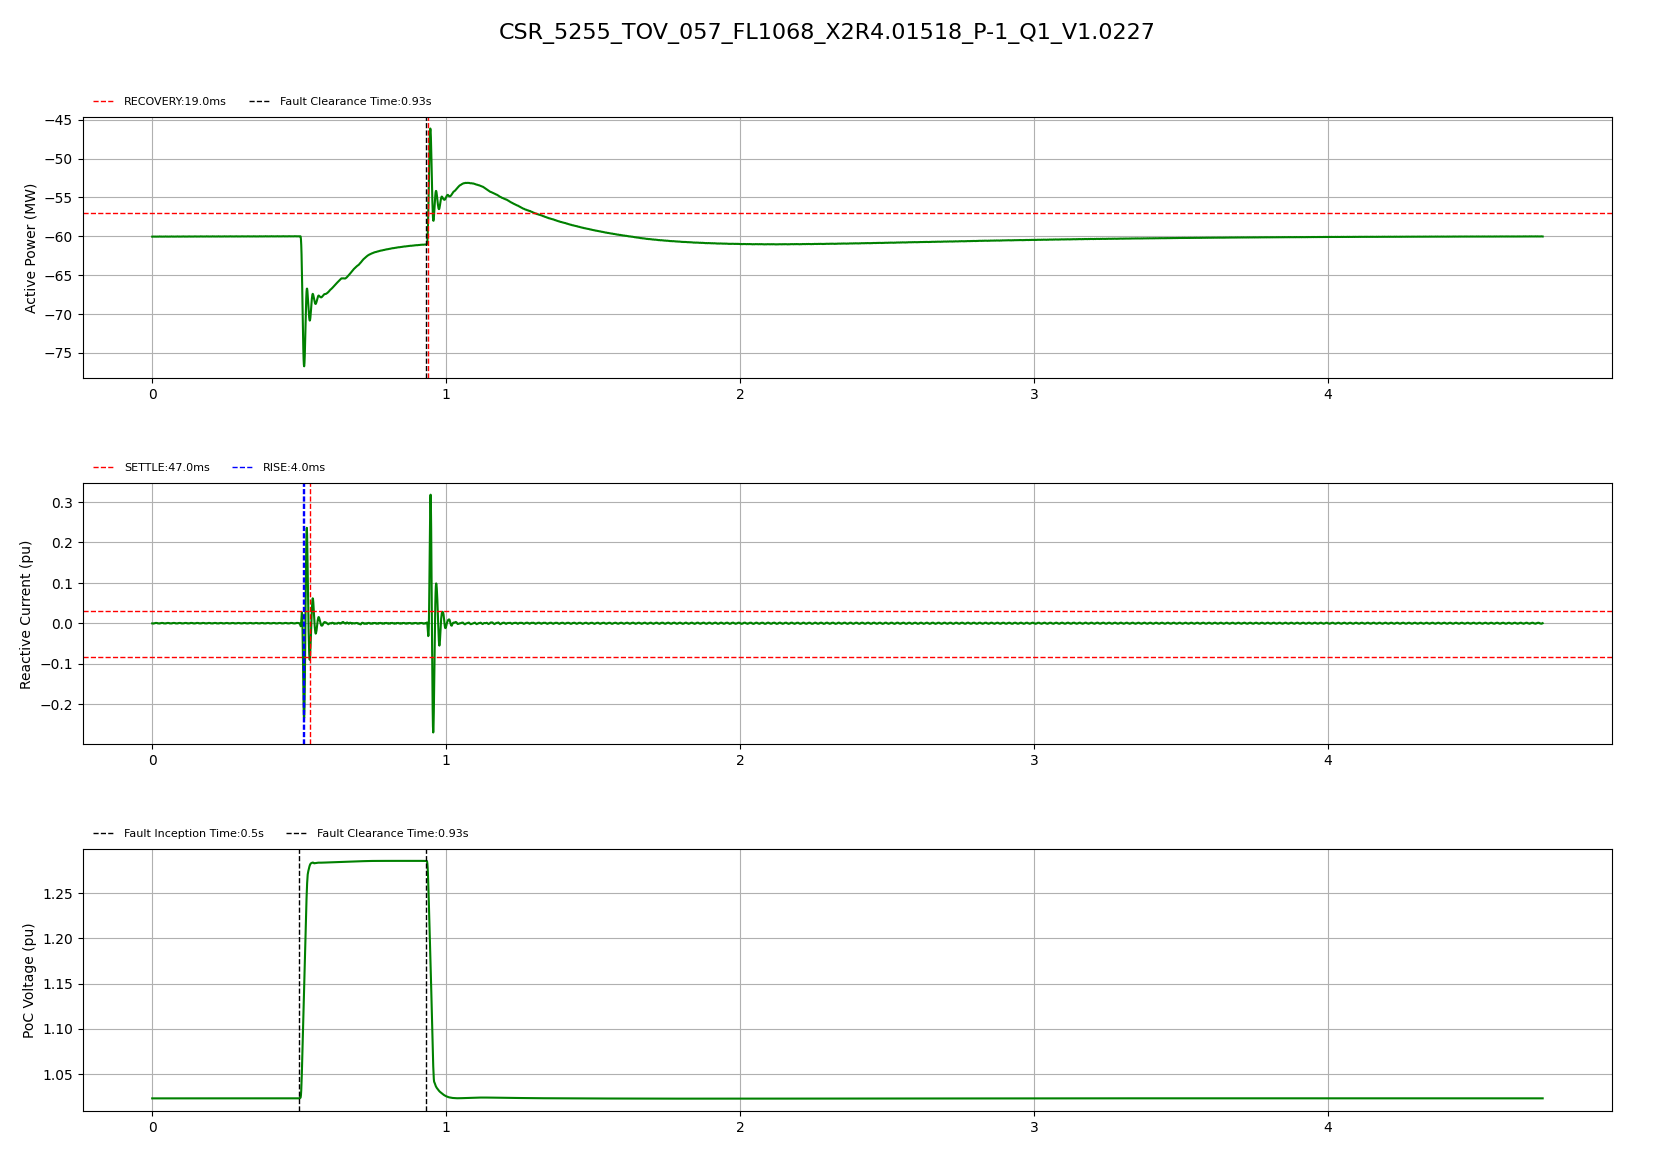 CSR_5255_TOV_057_FL1068_X2R4.01518_P-1_Q1_V1.0227
RECOVERY:19.0ms Fault Clearance Time:0.93s
Active Power (MW)
−45
−50
−55
−60
−65
−70
−75
0 1 2 3 4
SETTLE:47.0ms RISE:4.0ms
Reactive Current (pu)
0.3
0.2
0.1
0.0
−0.1
−0.2
0 1 2 3 4
Fault Inception Time:0.5s Fault Clearance Time:0.93s
PoC Voltage (pu)
1.25
1.20
1.15
1.10
1.05
0 1 2 3 4